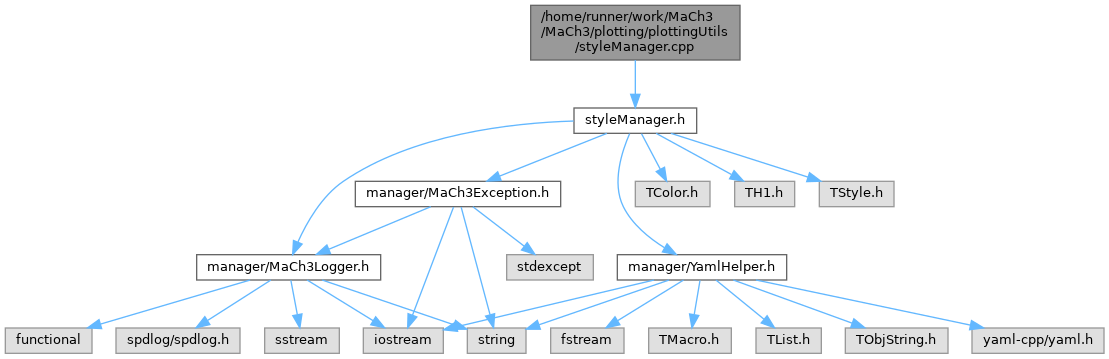 /home/runner/work/MaCh3
/MaCh3/plotting/plottingUtils
/styleManager.cpp
styleManager.h
manager/MaCh3Exception.h
TColor.h
TH1.h
TStyle.h
manager/MaCh3Logger.h
stdexcept
manager/YamlHelper.h
functional
spdlog/spdlog.h
sstream
iostream
string
fstream
TMacro.h
TList.h
TObjString.h
yaml-cpp/yaml.h